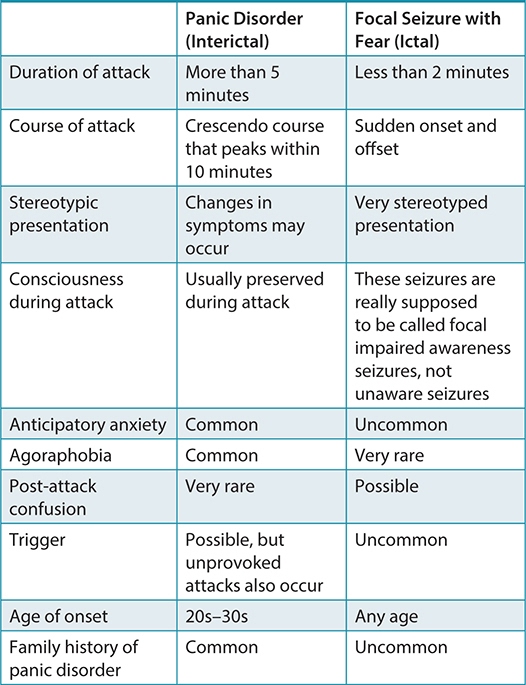 Panic Disorder
(Interictal)
Focal Seizure with
Fear (Ictal)
Duration of attack
More than 5
minutes
Less than 2 minutes
Course of attack
Crescendo course
that peaks within
10 minutes
Sudden onset and
offset
Stereotypic
presentation
Changes in
symptoms may
occur
Very stereotyped
presentation
Consciousness
during attack
Usually preserved
during attack
These seizures are
really supposed
to be called focal
impaired awareness
seizures, not
unaware seizures
Anticipatory anxiety
Common
Uncommon
Agoraphobia
Common
Very rare
Post-attack
confusion
Very rare
Possible
Trigger
Possible, but
unprovoked
attacks also occur
Uncommon
Age of onset
20s–30s
Any age
Family history of
panic disorder
Common
Uncommon